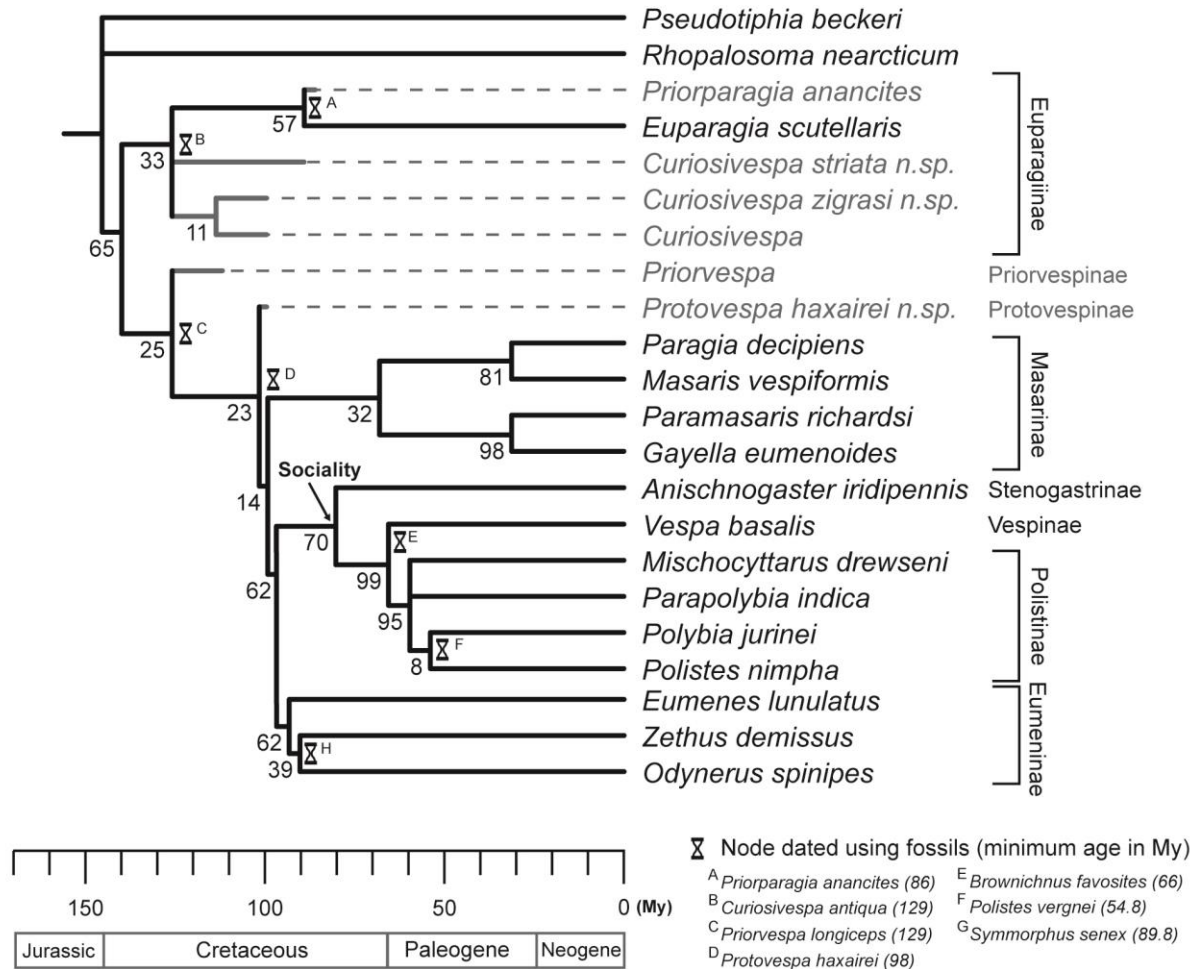 Pseudotiphia beckeri
Rhopalosoma nearcticum
Priorparagia anancites
A
57
Euparagia scutellaris
B
33
Curiosivespa striata n.sp.
Curiosivespa zigrasi n.sp.
11
Curiosivespa
Euparagiinae
65
Priorvespa
Priorvespinae
Protovespa haxairei n.sp.
Protovespinae
C
25
Paragia decipiens
81
Masaris vespiformis
D
23
32
Paramasaris richardsi
98
Gayella eumenoides
Masarinae
Sociality
14
Anischnogaster iridipennis
Stenogastrinae
70
Vespa basalis
Vespinae
E
99
Mischocyttarus drewseni
62
95
Parapolybia indica
Polybia jurinei
F
8
Polistes nimpha
Polistinae
Eumenes lunulatus
62
Zethus demissus
H
39
Odynerus spinipes
Eumeninae
150
100
50
0 (My)
Jurassic
Cretaceous
Paleogene
Neogene
Node dated using fossils (minimum age in My)
A Priorparagia anancites (86)
B Curiosivespa antiqua (129)
C Priorvespa longiceps (129)
D Protovespa haxairei (98)
E Brownichnus favosites (66)
F Polistes vergnei (54.8)
G Symmorphus senex (89.8)